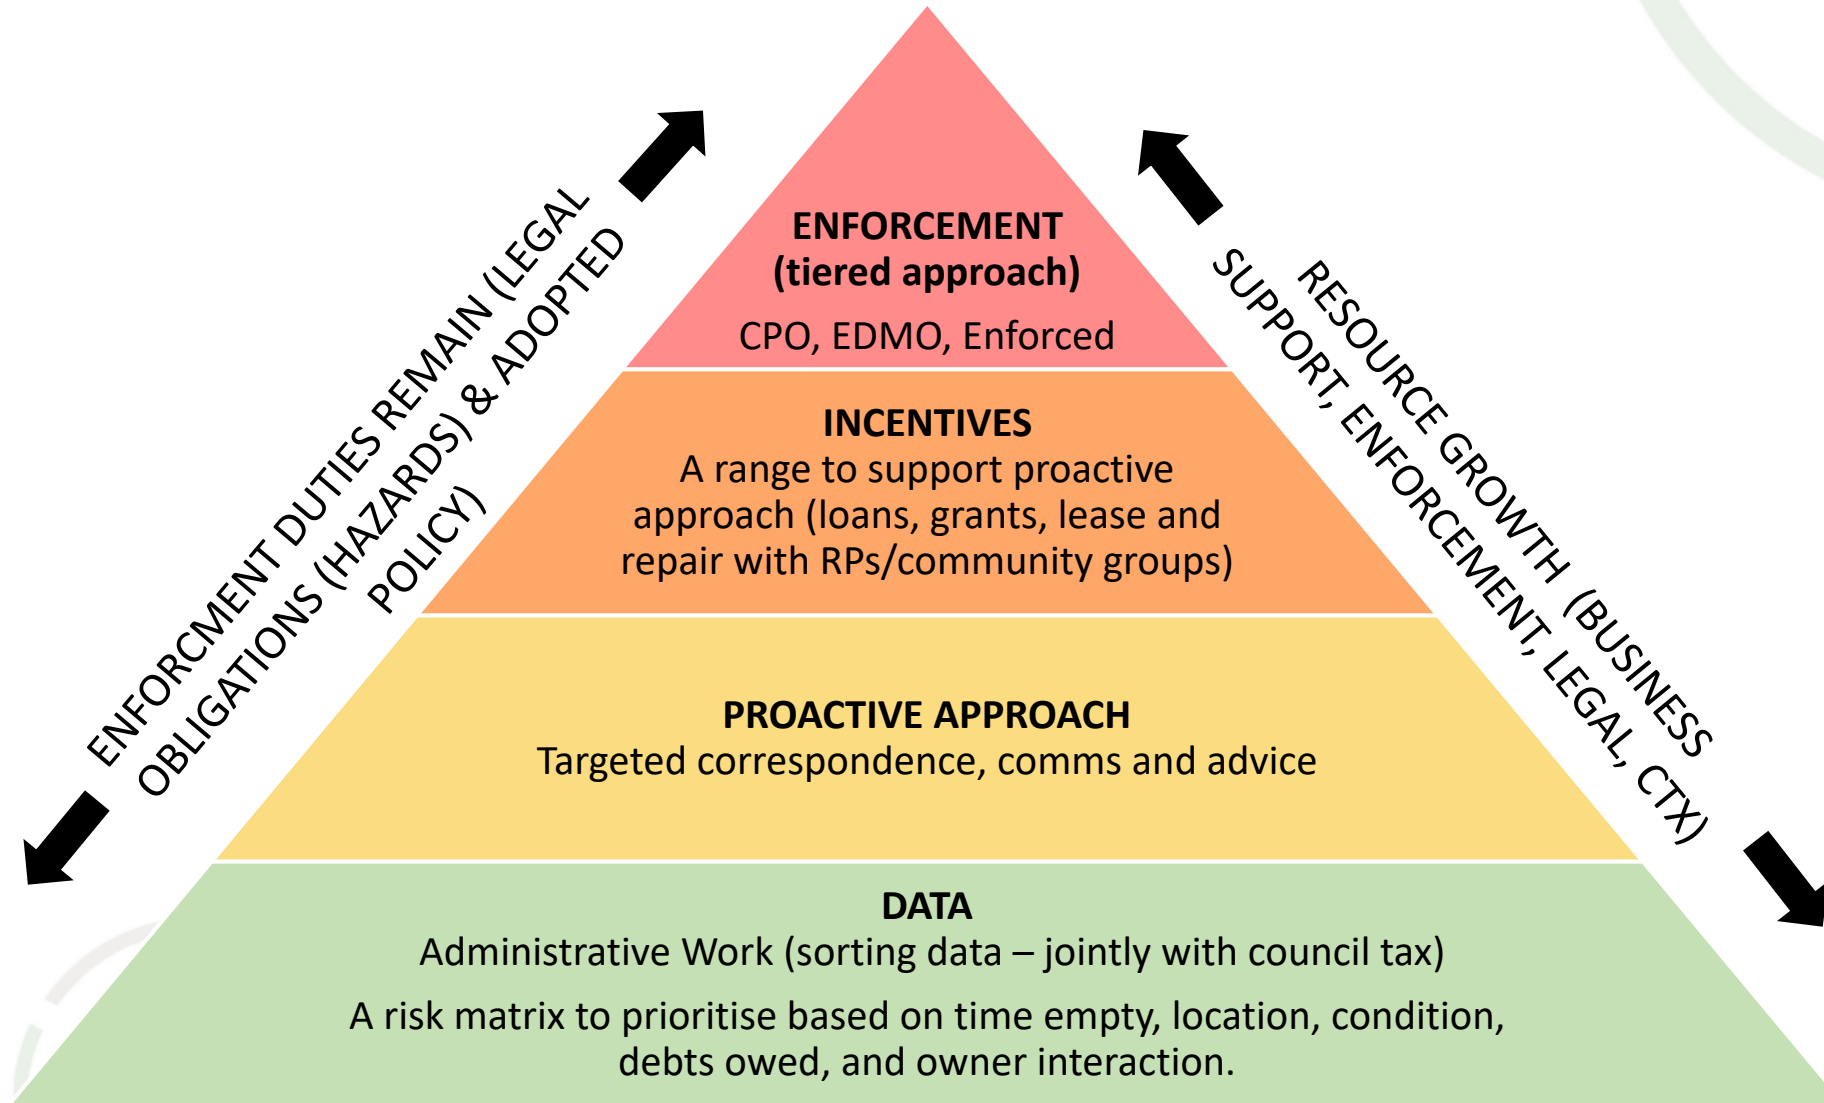 ENFORCEMENT
(tiered approach)
CPO, EDMO, Enforced
INCENTIVES
A range to support proactive
approach (loans, grants, lease and
repair with RPs/community groups)
PROACTIVE APPROACH
Targeted correspondence, comms and advice
DATA
Administrative Work (sorting data – jointly with council tax)
A risk matrix to prioritise based on time empty, location, condition,
debts owed, and owner interaction.
ENFORCMENT DUTIES REMAIN (LEGAL
OBLIGATIONS (HAZARDS) & ADOPTED
POLICY)
RESOURCE GROWTH (BUSINESS
SUPPORT, ENFORCEMENT, LEGAL, CTX)